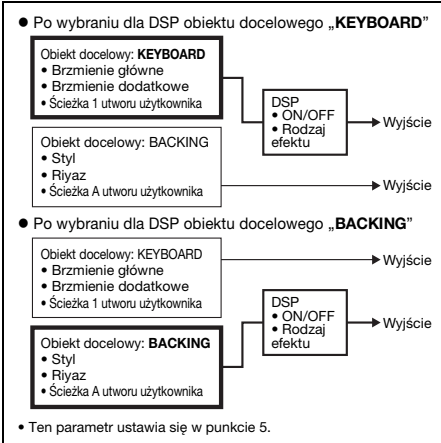 ● Po wybraniu dla DSP obiektu docelowego „KEYBOARD”
Obiekt docelowy: KEYBOARD
• Brzmienie główne
• Brzmienie dodatkowe
• Ścieżka 1 utworu użytkownika
DSP
• ON/OFF
• Rodzaj
efektu
Wyjście
Obiekt docelowy: BACKING
• Styl
• Riyaz
• Ścieżka A utworu użytkownika
Wyjście
● Po wybraniu dla DSP obiektu docelowego „BACKING”
Obiekt docelowy: KEYBOARD
• Brzmienie główne
• Brzmienie dodatkowe
• Ścieżka 1 utworu użytkownika
Wyjście
DSP
• ON/OFF
• Rodzaj
efektu
Wyjście
Obiekt docelowy: BACKING
• Styl
• Riyaz
• Ścieżka A utworu użytkownika
• Ten parametr ustawia się w punkcie 5.